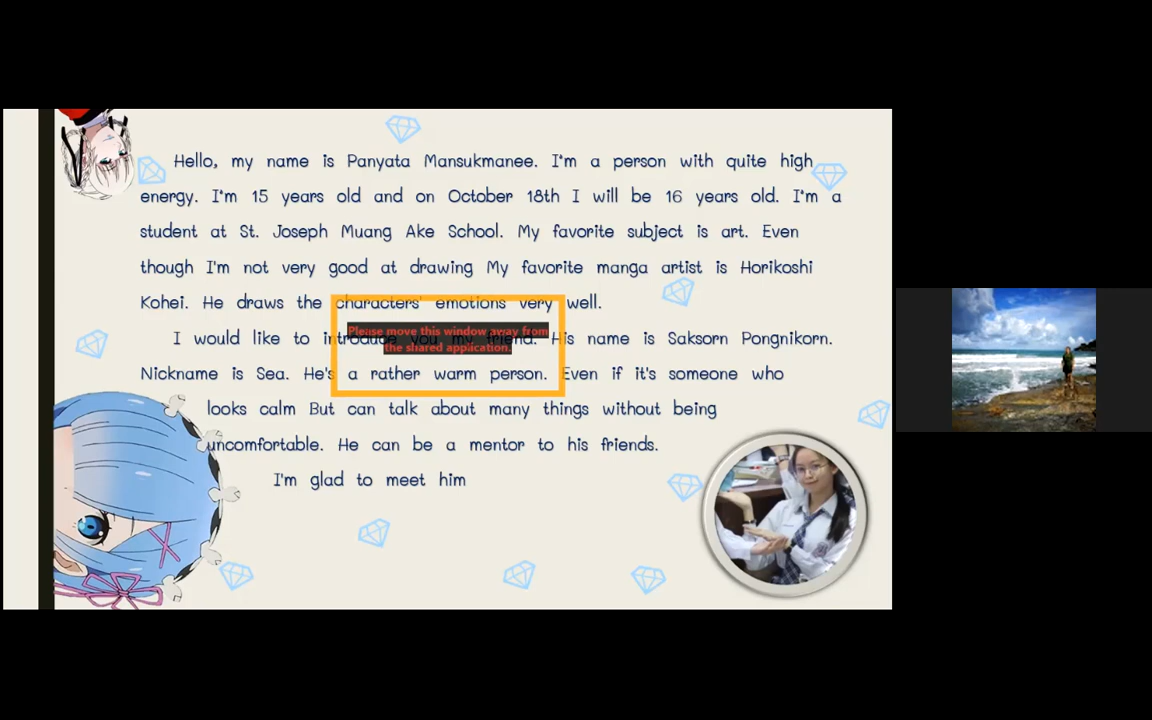 Hello, my name is Panyata Mansukmanee. I'm a person with quite high
energy. I'm 15 years old and on October 18th I will be 16 years old. I'm a
student at St. Joseph Muang Ake School. My favorite subject is art. Even
though I'm not very good at drawing My favorite manga artist is Horikoshi
Kohei. He draws the characters' emotions very well.
I would like to introduce you my friend. His name is Saksorn Pongnikorn.
Please move this window away from
the shared application.
Nickname is Sea. He's a rather warm person. Even if it's someone who
looks calm But can talk about many things without being
uncomfortable. He can be a mentor to his friends.
I'm glad to meet him